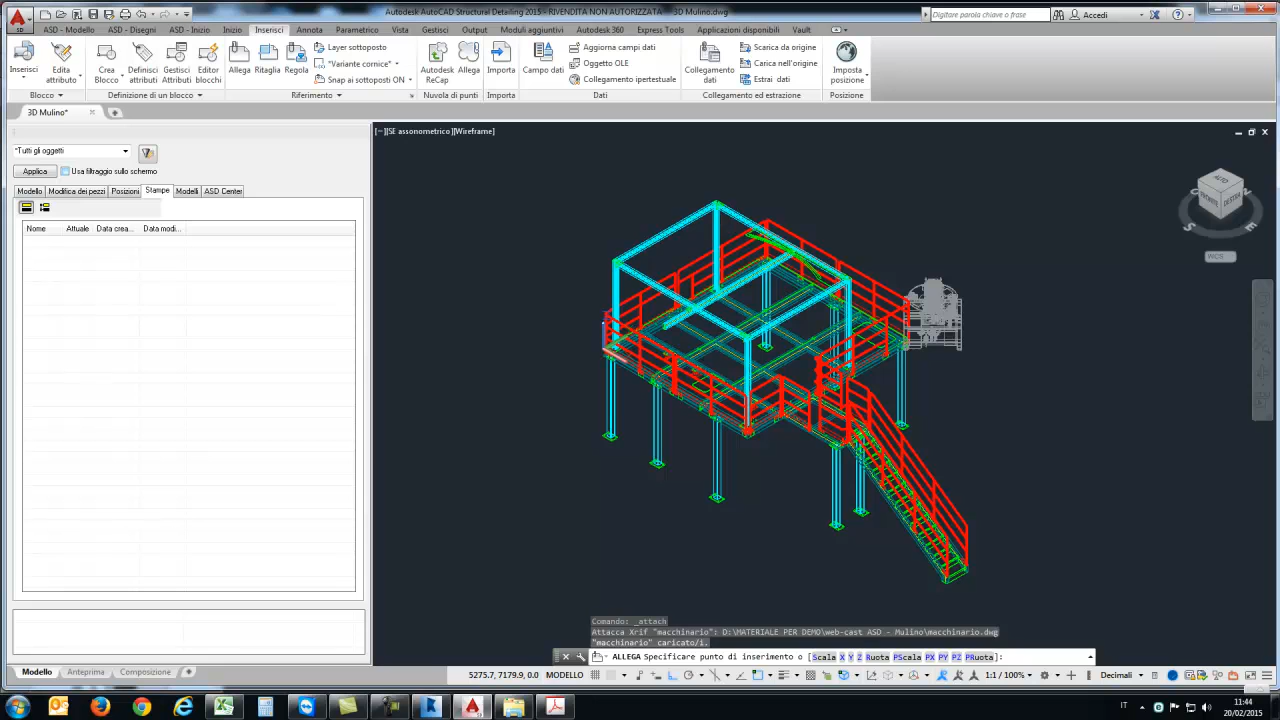 Autodesk AutoCAD Structural Detailing 2015 - RIVENDITA NON AUTORIZZATA 3D Mulino.dwg
Digitare parola chiave o frase
Accedi
ASD - Modello
ASD - Disegni
ASD - Inizio
Inizio
Inserisci
Annota
Parametrico
Vista
Gestisci
Output
Moduli aggiuntivi
Autodesk 360
Express Tools
Applicazioni disponibili
Vault
Inserisci
Edita attributo
Crea Blocco
Definisci attributi
Gestisci Attributi
Editor blocchi
Allega
Ritaglia
Regola
Layer sottoposto
*Variante cornice*
Snap ai sottoposti ON
Autodesk ReCap
Allega
Importa
Campo dati
Aggiorna campi dati
Oggetto OLE
Collegamento ipertestuale
Collegamento dati
Scarica da origine
Carica nell'origine
Estrai dati
Imposta posizione
Blocco
Definizione di un blocco
Riferimento
Nuvola di punti
Importa
Dati
Collegamento ed estrazione
Posizione
3D Mulino*
*Tutti gli oggetti
Applica
Usa filtraggio sullo schermo
Modello
Modifica dei pezzi
Posizioni
Stampe
Modelli
ASD Center
Nome
Attuale
Data crea...
Data modi...
[−][SE assonometrico][Wireframe]
ALTO
DESTRA
S
E
WCS
Comando: _attach
Attacca Xrif "macchinario": D:\MATERIALE PER DEMO\web-cast ASD - Mulino\macchinario.dwg
"macchinario" caricato/i.
ALLEGA Specificare punto di inserimento o [Scala X Y Z Ruota PScala PX PY PZ PRuota]:
Modello
Anteprima
Composizione
5275.7, 7179.9, 0.0
MODELLO
1:1 / 100%
Decimali
IT
11:44
20/02/2015